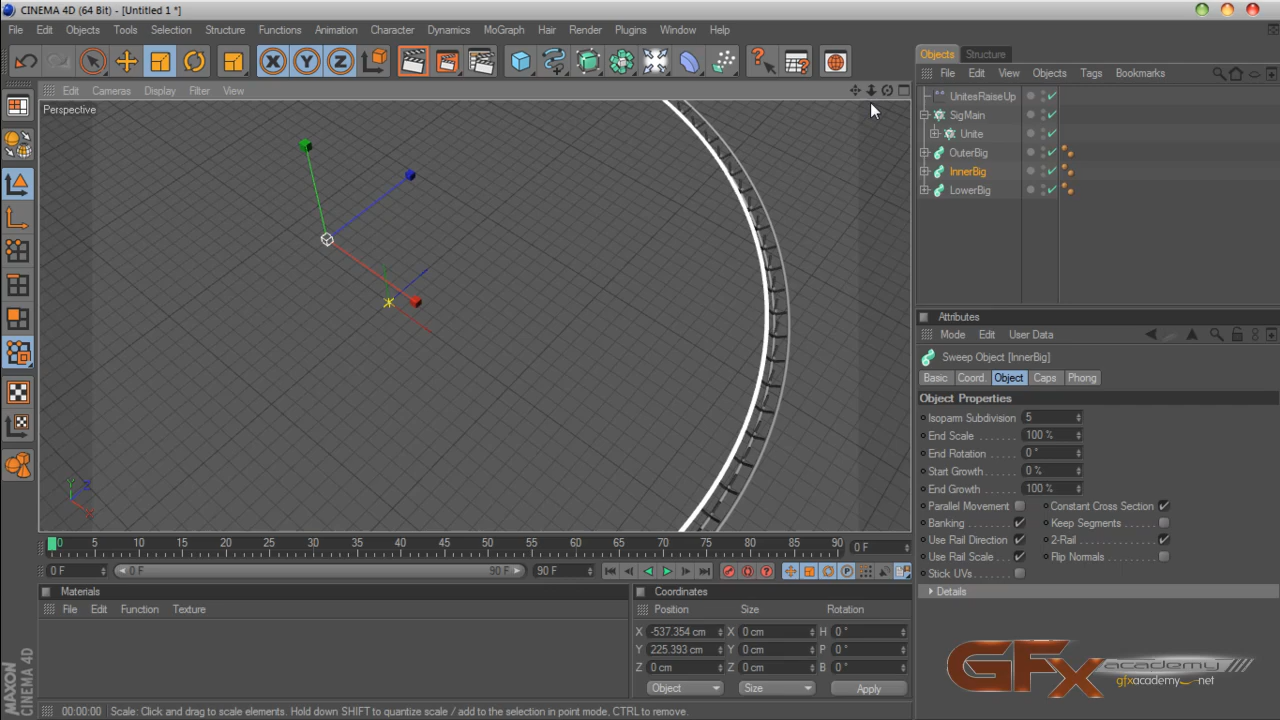 CINEMA 4D (64 Bit) - [Untitled 1 *]
File Edit Objects Tools Selection Structure Functions Animation Character Dynamics MoGraph Hair Render Plugins Window Help
Objects Structure
File Edit View Objects Tags Bookmarks
Edit Cameras Display Filter View
Perspective
UnitesRaiseUp
SigMain
Unite
OuterBig
InnerBig
LowerBig
Attributes
Mode Edit User Data
Sweep Object [InnerBig]
Basic Coord. Object Caps Phong
Object Properties
Isoparm Subdivision 5
End Scale . . . . . . . 100 %
End Rotation . . . . . 0 °
Start Growth . . . . . 0 %
End Growth . . . . . . 100 %
Parallel Movement Constant Cross Section
Banking . . . . . . . . Keep Segments . . . . .
Use Rail Direction 2-Rail . . . . . . . . . . .
Use Rail Scale . . . Flip Normals . . . . . .
Stick UVs . . . . . .
Details
Y Z X
0 5 10 15 20 25 30 35 40 45 50 55 60 65 70 75 80 85 90 0 F
0 F 0 F 90 F 90 F
Materials
File Edit Function Texture
Coordinates
Position Size Rotation
X -537.354 cm X 0 cm H 0 °
Y 225.393 cm Y 0 cm P 0 °
Z 0 cm Z 0 cm B 0 °
Object Size Apply
MAXON
CINEMA 4D
GFx academy
gfxacademy.net
00:00:00 Scale: Click and drag to scale elements. Hold down SHIFT to quantize scale / add to the selection in point mode, CTRL to remove.